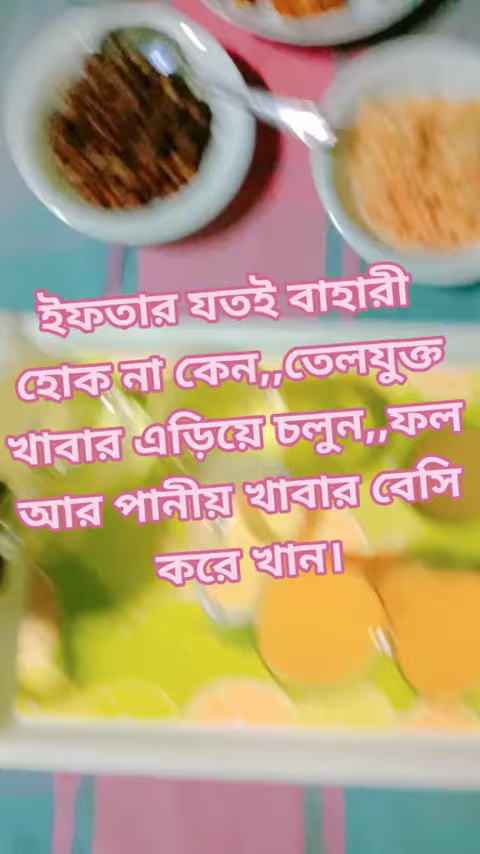 ইফতার যতই বাহারী
হোক না কেন,,তেলযুক্ত
খাবার এড়িয়ে চলুন,,ফল
আর পানীয় খাবার বেসি
করে খান।